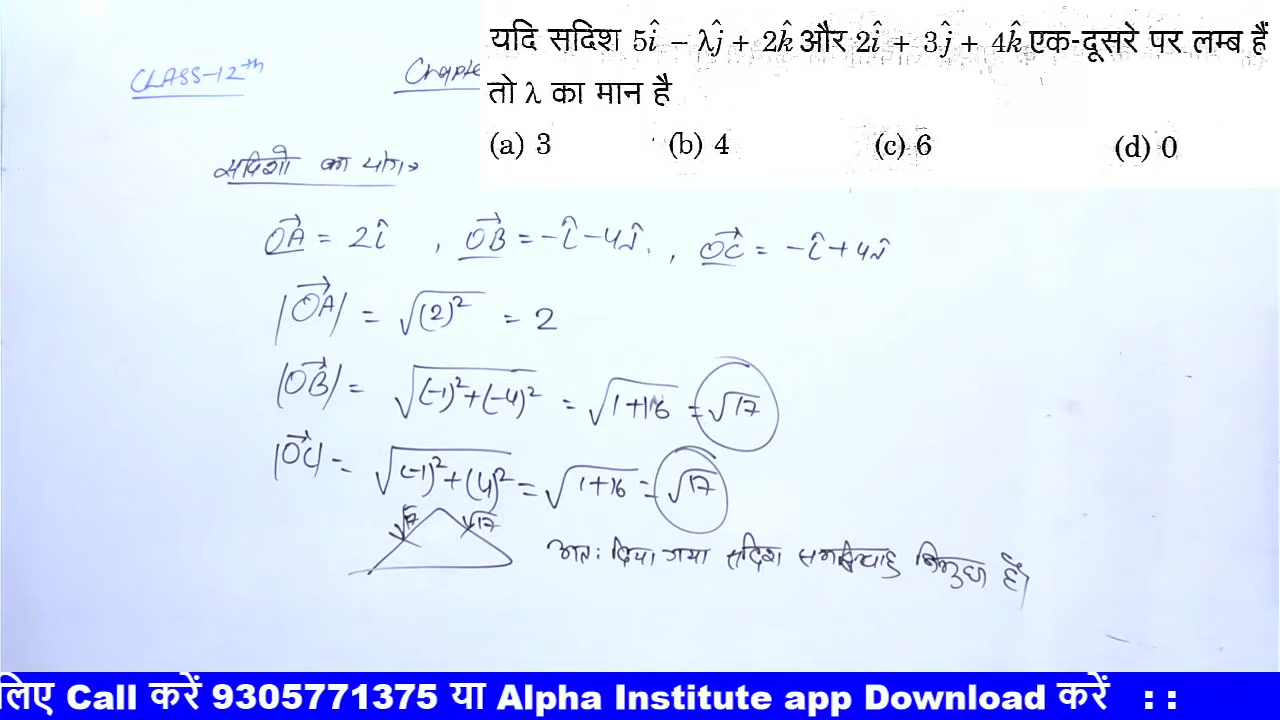 यदि सदिश 5î − λĵ + 2k̂ और 2î + 3ĵ + 4k̂ एक-दूसरे पर लम्ब हैं
तो λ का मान है
(a) 3 (b) 4 (c) 6 (d) 0
CLASS-12th Chapte
सदिशो का योग→
OA⃗ = 2î , OB⃗ = -î-4ĵ. , OC⃗ = -î+4ĵ
|OA⃗| = √(2)² = 2
|OB⃗| = √(-1)²+(-4)² = √1+16 = √17
|OC⃗| = √(-1)²+(4)² = √1+16 = √17
√17 √17
अत: दिया गया सदिश समद्विबाहु त्रिभुज है।
लिए Call करें 9305771375 या Alpha Institute app Download करें : :